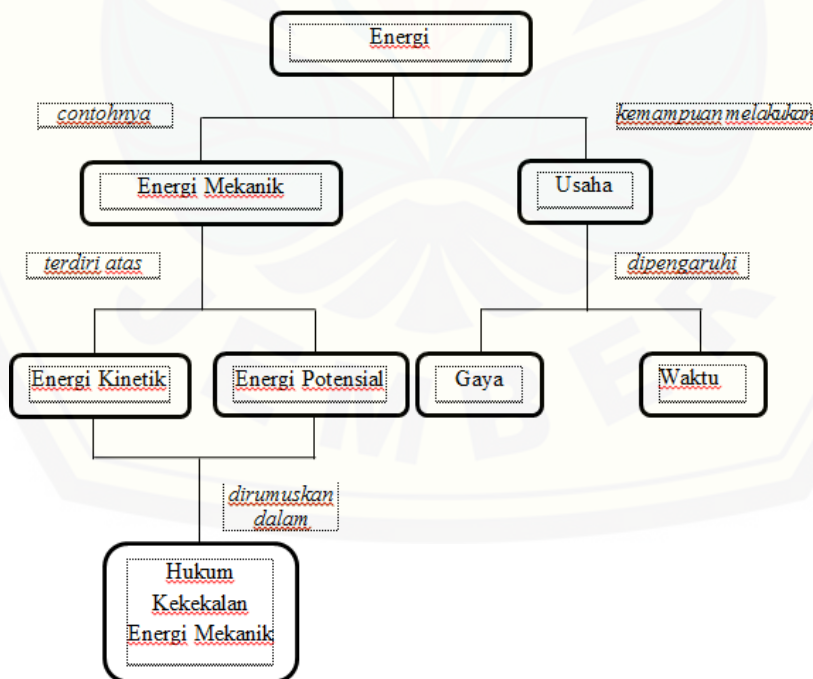 Energi
contohnya
kemampuan melakukan
Energi Mekanik
Usaha
terdiri atas
dipengaruhi
Energi Kinetik
Energi Potensial
Gaya
Waktu
dirumuskan
dalam
Hukum
Kekekalan
Energi Mekanik
JEMBER